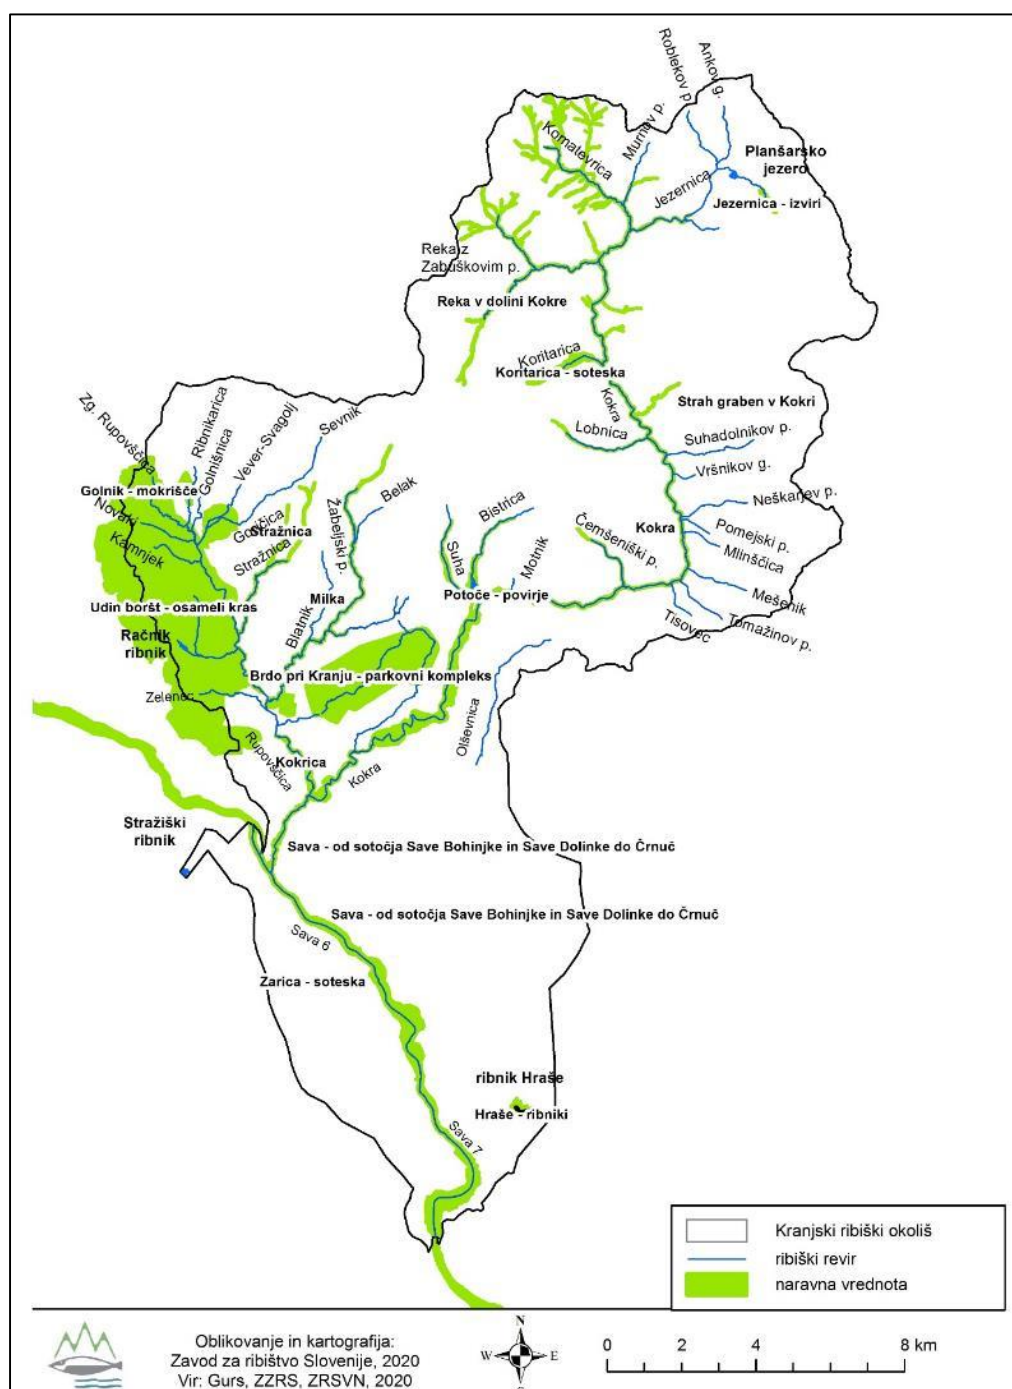 Roblekov p.
Ankov g.
Murnov p.
Komatevrica
Planšarsko
jezero
Jezernica
Jezernica - izviri
Reka z
Zabuškovim p.
Reka v dolini Kokre
Koritarica
Koritarica - soteska
Kokra
Strah graben v Kokri
Lobnica
Suhadolnikov p.
Vršnikov g.
Zg. Rupovščica
Ribnikarica
Golnišnica
Vever-Svagolj
Sevnik
Golnik - mokrišče
Novaki
Kamnjek
Goričica
Stražnica
Stražnica
Žabeljski p.
Belak
Bistrica
Suha
Motnik
Neškarjev p.
Kokra
Pomejski p.
Mlinščica
Čemšeniški p.
Mešenik
Tomažinov p.
Tisovec
Potoče - povirje
Milka
Blatnik
Udin boršt - osameli kras
Račnik
ribnik
Brdo pri Kranju - parkovni kompleks
Zelenec
Olševnica
Rupovščica
Kokrica
Kokra
Stražiški
ribnik
Sava - od sotočja Save Bohinjke in Save Dolinke do Črnuč
Sava - od sotočja Save Bohinjke in Save Dolinke do Črnuč
Sava 6
Zarica - soteska
ribnik Hraše
Hraše - ribniki
Sava 7
Kranjski ribiški okoliš
ribiški revir
naravna vrednota
Oblikovanje in kartografija:
Zavod za ribištvo Slovenije, 2020
Vir: Gurs, ZZRS, ZRSVN, 2020
N
W
E
S
0 2 4 8 km